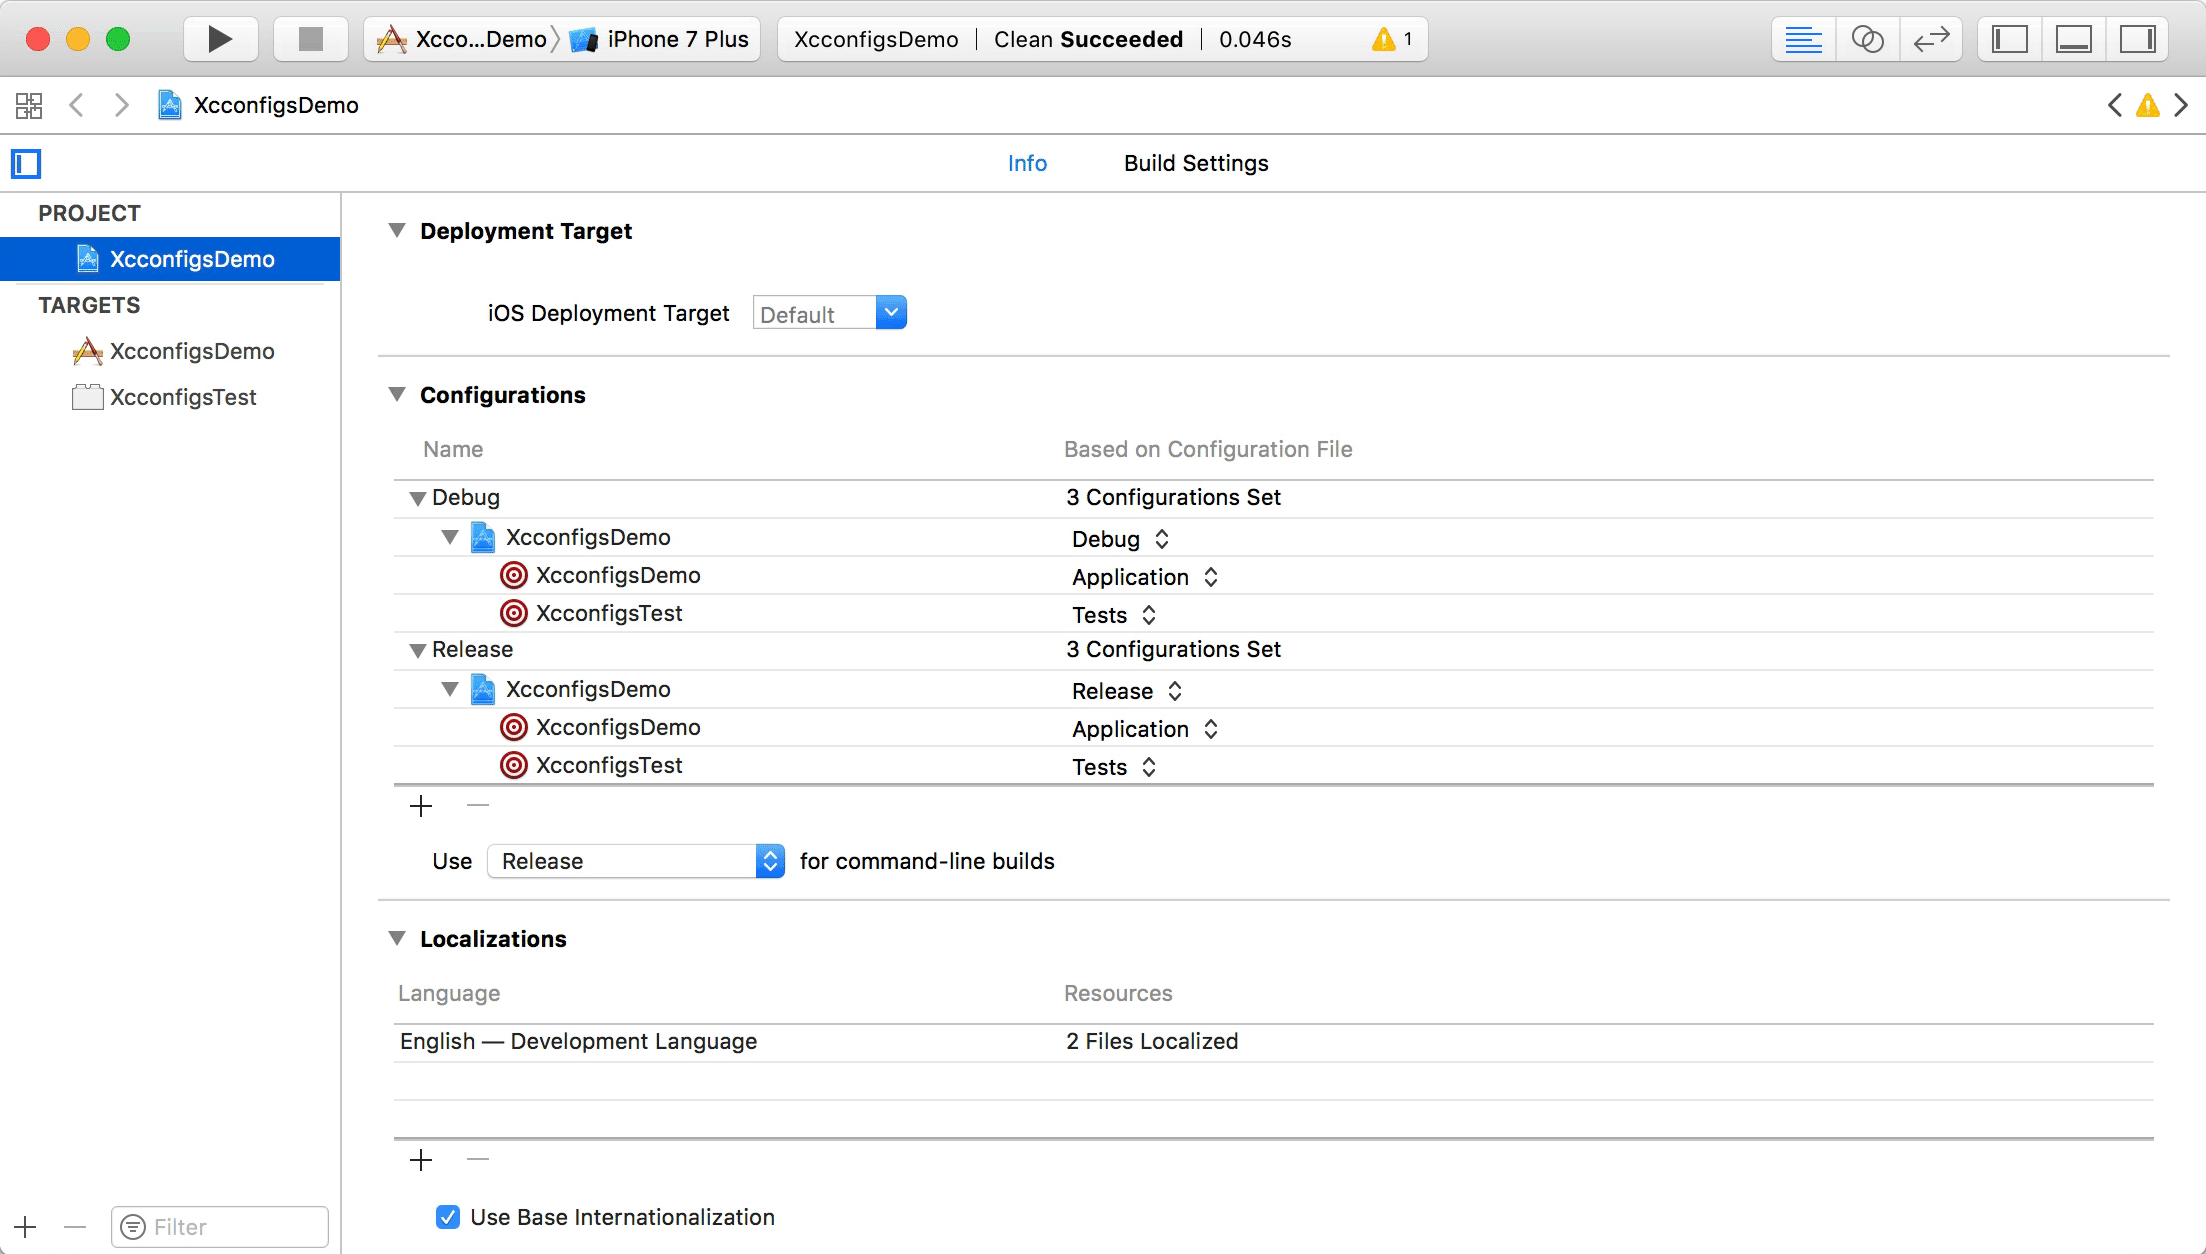 Xcco...Demo iPhone 7 Plus XcconfigsDemo Clean Succeeded 0.046s 1
XcconfigsDemo
Info Build Settings
PROJECT
XcconfigsDemo
TARGETS
XcconfigsDemo
XcconfigsTest
Filter
Deployment Target
iOS Deployment Target Default
Configurations
Name Based on Configuration File
Debug 3 Configurations Set
XcconfigsDemo Debug
XcconfigsDemo Application
XcconfigsTest Tests
Release 3 Configurations Set
XcconfigsDemo Release
XcconfigsDemo Application
XcconfigsTest Tests
Use Release for command-line builds
Localizations
Language Resources
English — Development Language 2 Files Localized
Use Base Internationalization